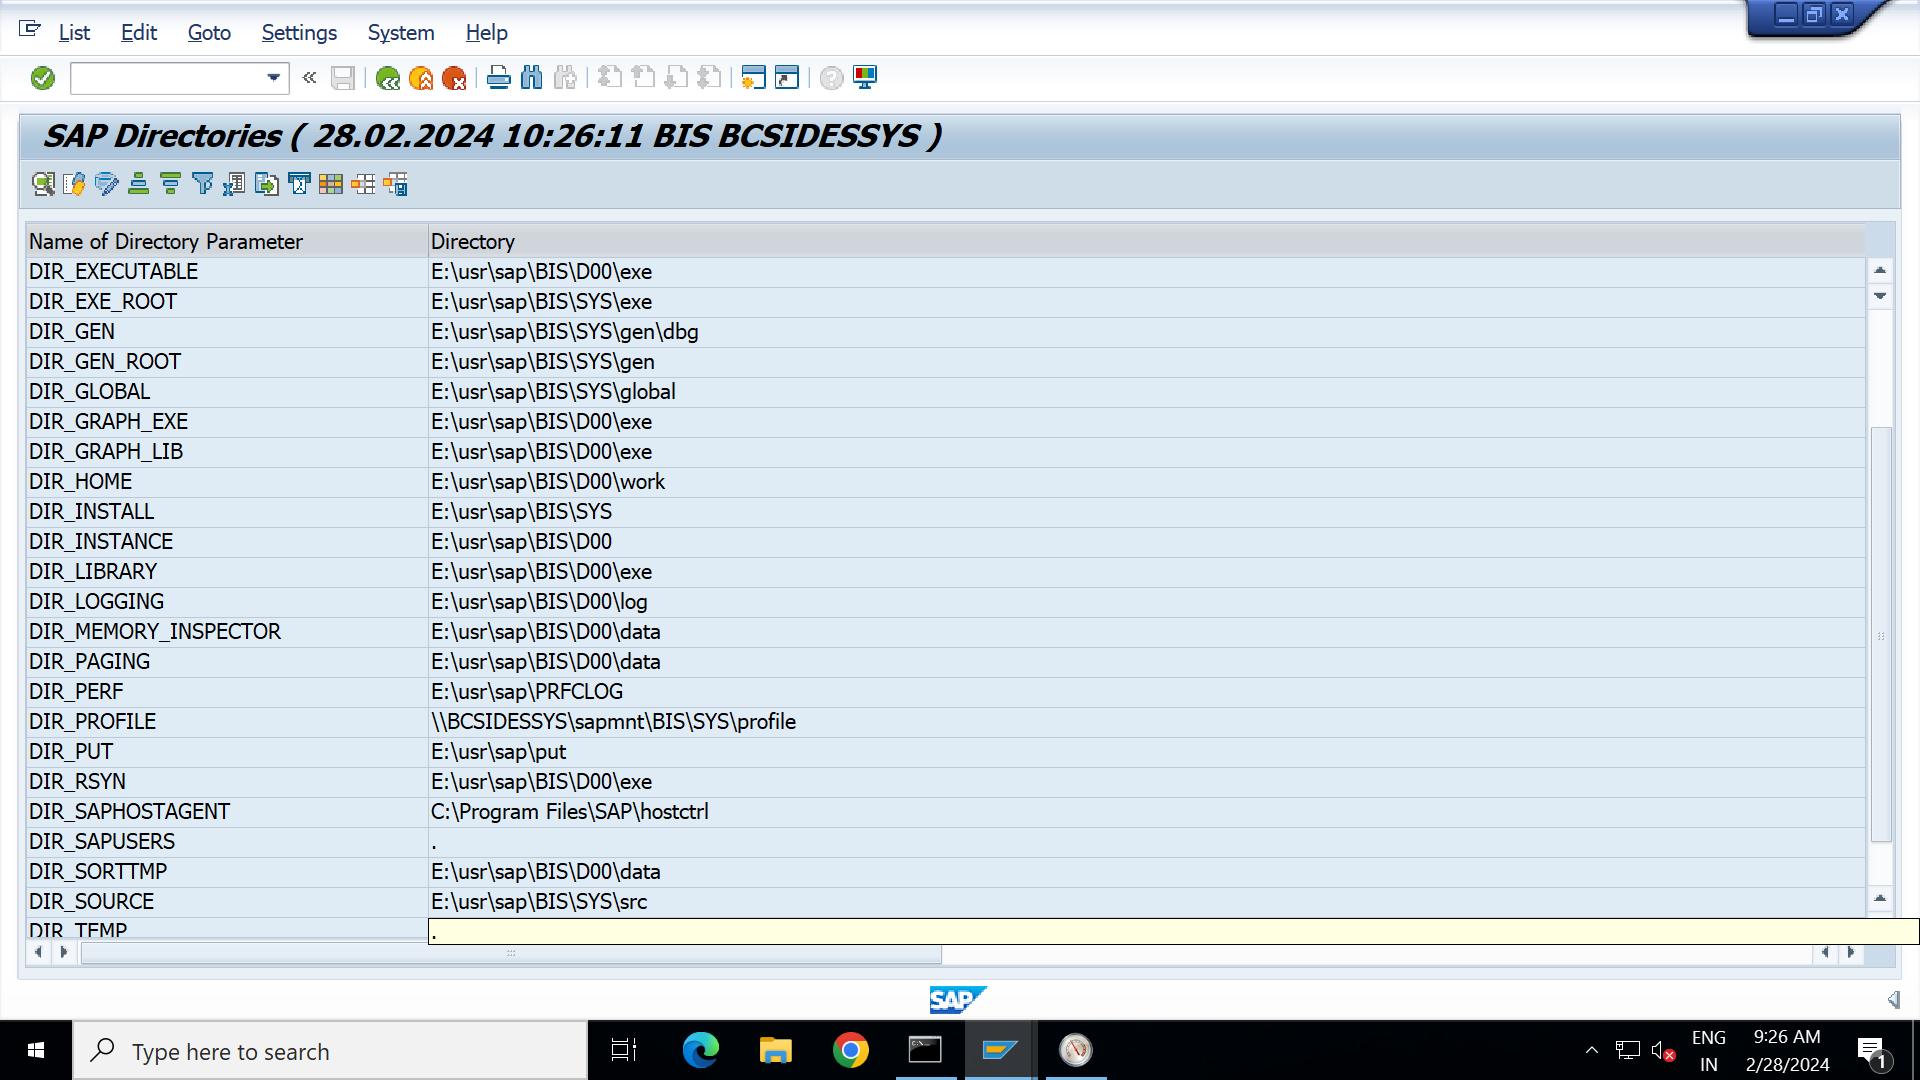 List Edit Goto Settings System Help
SAP Directories ( 28.02.2024 10:26:11 BIS BCSIDESSYS )
Name of Directory Parameter Directory
DIR_EXECUTABLE E:\usr\sap\BIS\D00\exe
DIR_EXE_ROOT E:\usr\sap\BIS\SYS\exe
DIR_GEN E:\usr\sap\BIS\SYS\gen\dbg
DIR_GEN_ROOT E:\usr\sap\BIS\SYS\gen
DIR_GLOBAL E:\usr\sap\BIS\SYS\global
DIR_GRAPH_EXE E:\usr\sap\BIS\D00\exe
DIR_GRAPH_LIB E:\usr\sap\BIS\D00\exe
DIR_HOME E:\usr\sap\BIS\D00\work
DIR_INSTALL E:\usr\sap\BIS\SYS
DIR_INSTANCE E:\usr\sap\BIS\D00
DIR_LIBRARY E:\usr\sap\BIS\D00\exe
DIR_LOGGING E:\usr\sap\BIS\D00\log
DIR_MEMORY_INSPECTOR E:\usr\sap\BIS\D00\data
DIR_PAGING E:\usr\sap\BIS\D00\data
DIR_PERF E:\usr\sap\PRFCLOG
DIR_PROFILE \\BCSIDESSYS\sapmnt\BIS\SYS\profile
DIR_PUT E:\usr\sap\put
DIR_RSYN E:\usr\sap\BIS\D00\exe
DIR_SAPHOSTAGENT C:\Program Files\SAP\hostctrl
DIR_SAPUSERS .
DIR_SORTTMP E:\usr\sap\BIS\D00\data
DIR_SOURCE E:\usr\sap\BIS\SYS\src
DIR_TEMP .
SAP
Type here to search
ENG 9:26 AM
IN 2/28/2024
1